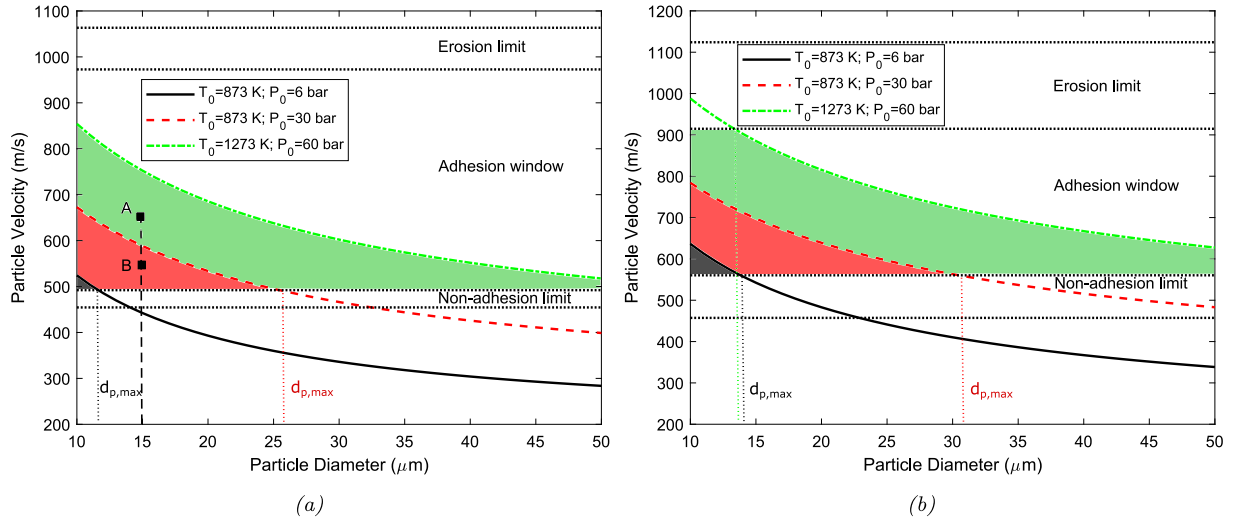 (a)
Particle Velocity (m/s)
1100
1000
900
800
700
600
500
400
300
200
Erosion limit
T0=873 K; P0=6 bar
T0=873 K; P0=30 bar
T0=1273 K; P0=60 bar
Adhesion window
A
B
Non-adhesion limit
dp,max
dp,max
10 15 20 25 30 35 40 45 50
Particle Diameter (μm)
(b)
Particle Velocity (m/s)
1200
1100
1000
900
800
700
600
500
400
300
200
T0=873 K; P0=6 bar
T0=873 K; P0=30 bar
T0=1273 K; P0=60 bar
Erosion limit
Adhesion window
Non-adhesion limit
dp,max
dp,max
10 15 20 25 30 35 40 45 50
Particle Diameter (μm)